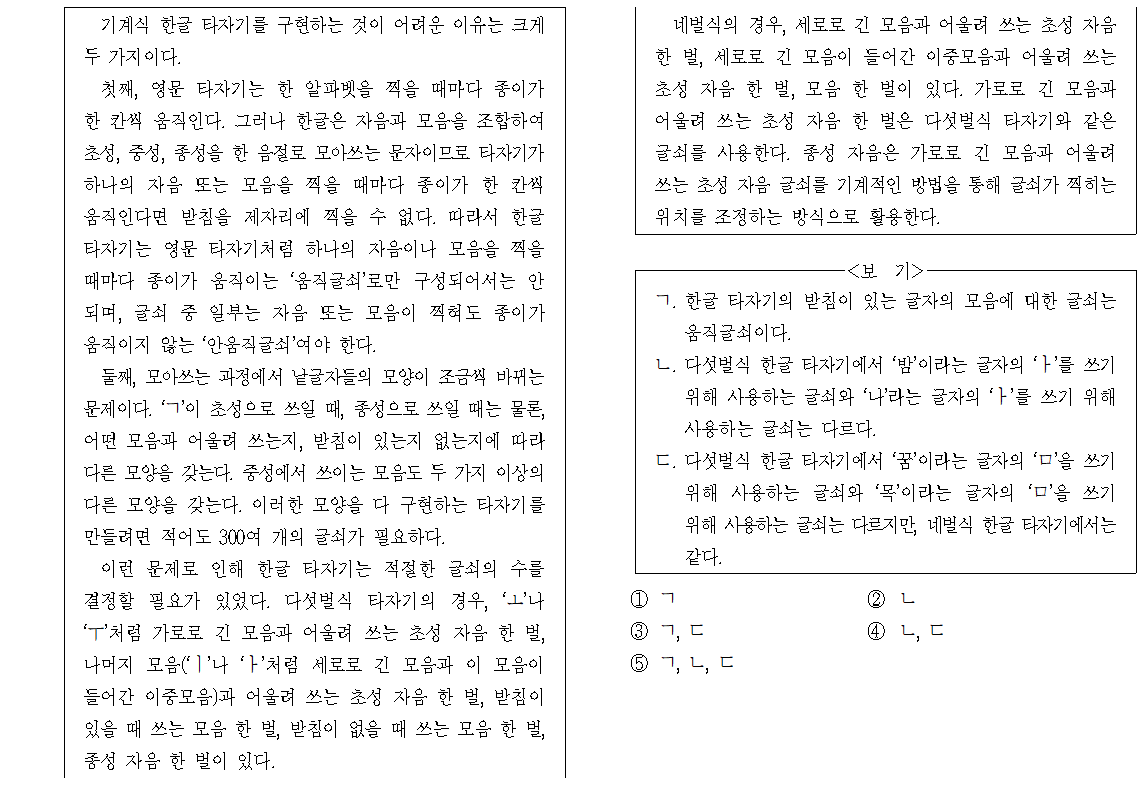 기계식 한글 타자기를 구현하는 것이 어려운 이유는 크게
두 가지이다.
첫째, 영문 타자기는 한 알파벳을 찍을 때마다 종이가
한 칸씩 움직인다. 그러나 한글은 자음과 모음을 조합하여
초성, 중성, 종성을 한 음절로 모아쓰는 문자이므로 타자기가
하나의 자음 또는 모음을 찍을 때마다 종이가 한 칸씩
움직인다면 받침을 제자리에 찍을 수 없다. 따라서 한글
타자기는 영문 타자기처럼 하나의 자음이나 모음을 찍을
때마다 종이가 움직이는 ‘움직글쇠’로만 구성되어서는 안
되며, 글쇠 중 일부는 자음 또는 모음이 찍혀도 종이가
움직이지 않는 ‘안움직글쇠’여야 한다.
둘째, 모아쓰는 과정에서 낱글자들의 모양이 조금씩 바뀌는
문제이다. ‘ㄱ’이 초성으로 쓰일 때, 종성으로 쓰일 때는 물론,
어떤 모음과 어울려 쓰는지, 받침이 있는지 없는지에 따라
다른 모양을 갖는다. 중성에서 쓰이는 모음도 두 가지 이상의
다른 모양을 갖는다. 이러한 모양을 다 구현하는 타자기를
만들려면 적어도 300여 개의 글쇠가 필요하다.
이런 문제로 인해 한글 타자기는 적절한 글쇠의 수를
결정할 필요가 있었다. 다섯벌식 타자기의 경우, ‘ㅗ’나
‘ㅜ’처럼 가로로 긴 모음과 어울려 쓰는 초성 자음 한 벌,
나머지 모음(‘ㅣ’나 ‘ㅏ’처럼 세로로 긴 모음과 이 모음이
들어간 이중모음)과 어울려 쓰는 초성 자음 한 벌, 받침이
있을 때 쓰는 모음 한 벌, 받침이 없을 때 쓰는 모음 한 벌,
종성 자음 한 벌이 있다.
네벌식의 경우, 세로로 긴 모음과 어울려 쓰는 초성 자음
한 벌, 세로로 긴 모음이 들어간 이중모음과 어울려 쓰는
초성 자음 한 벌, 모음 한 벌이 있다. 가로로 긴 모음과
어울려 쓰는 초성 자음 한 벌은 다섯벌식 타자기와 같은
글쇠를 사용한다. 종성 자음은 가로로 긴 모음과 어울려
쓰는 초성 자음 글쇠를 기계적인 방법을 통해 글쇠가 찍히는
위치를 조정하는 방식으로 활용한다.
<보 기>
ㄱ. 한글 타자기의 받침이 있는 글자의 모음에 대한 글쇠는
움직글쇠이다.
ㄴ. 다섯벌식 한글 타자기에서 ‘밤’이라는 글자의 ‘ㅏ’를 쓰기
위해 사용하는 글쇠와 ‘나’라는 글자의 ‘ㅏ’를 쓰기 위해
사용하는 글쇠는 다르다.
ㄷ. 다섯벌식 한글 타자기에서 ‘꿈’이라는 글자의 ‘ㅁ’을 쓰기
위해 사용하는 글쇠와 ‘목’이라는 글자의 ‘ㅁ’을 쓰기
위해 사용하는 글쇠는 다르지만, 네벌식 한글 타자기에서는
같다.
① ㄱ ② ㄴ
③ ㄱ, ㄷ ④ ㄴ, ㄷ
⑤ ㄱ, ㄴ, ㄷ